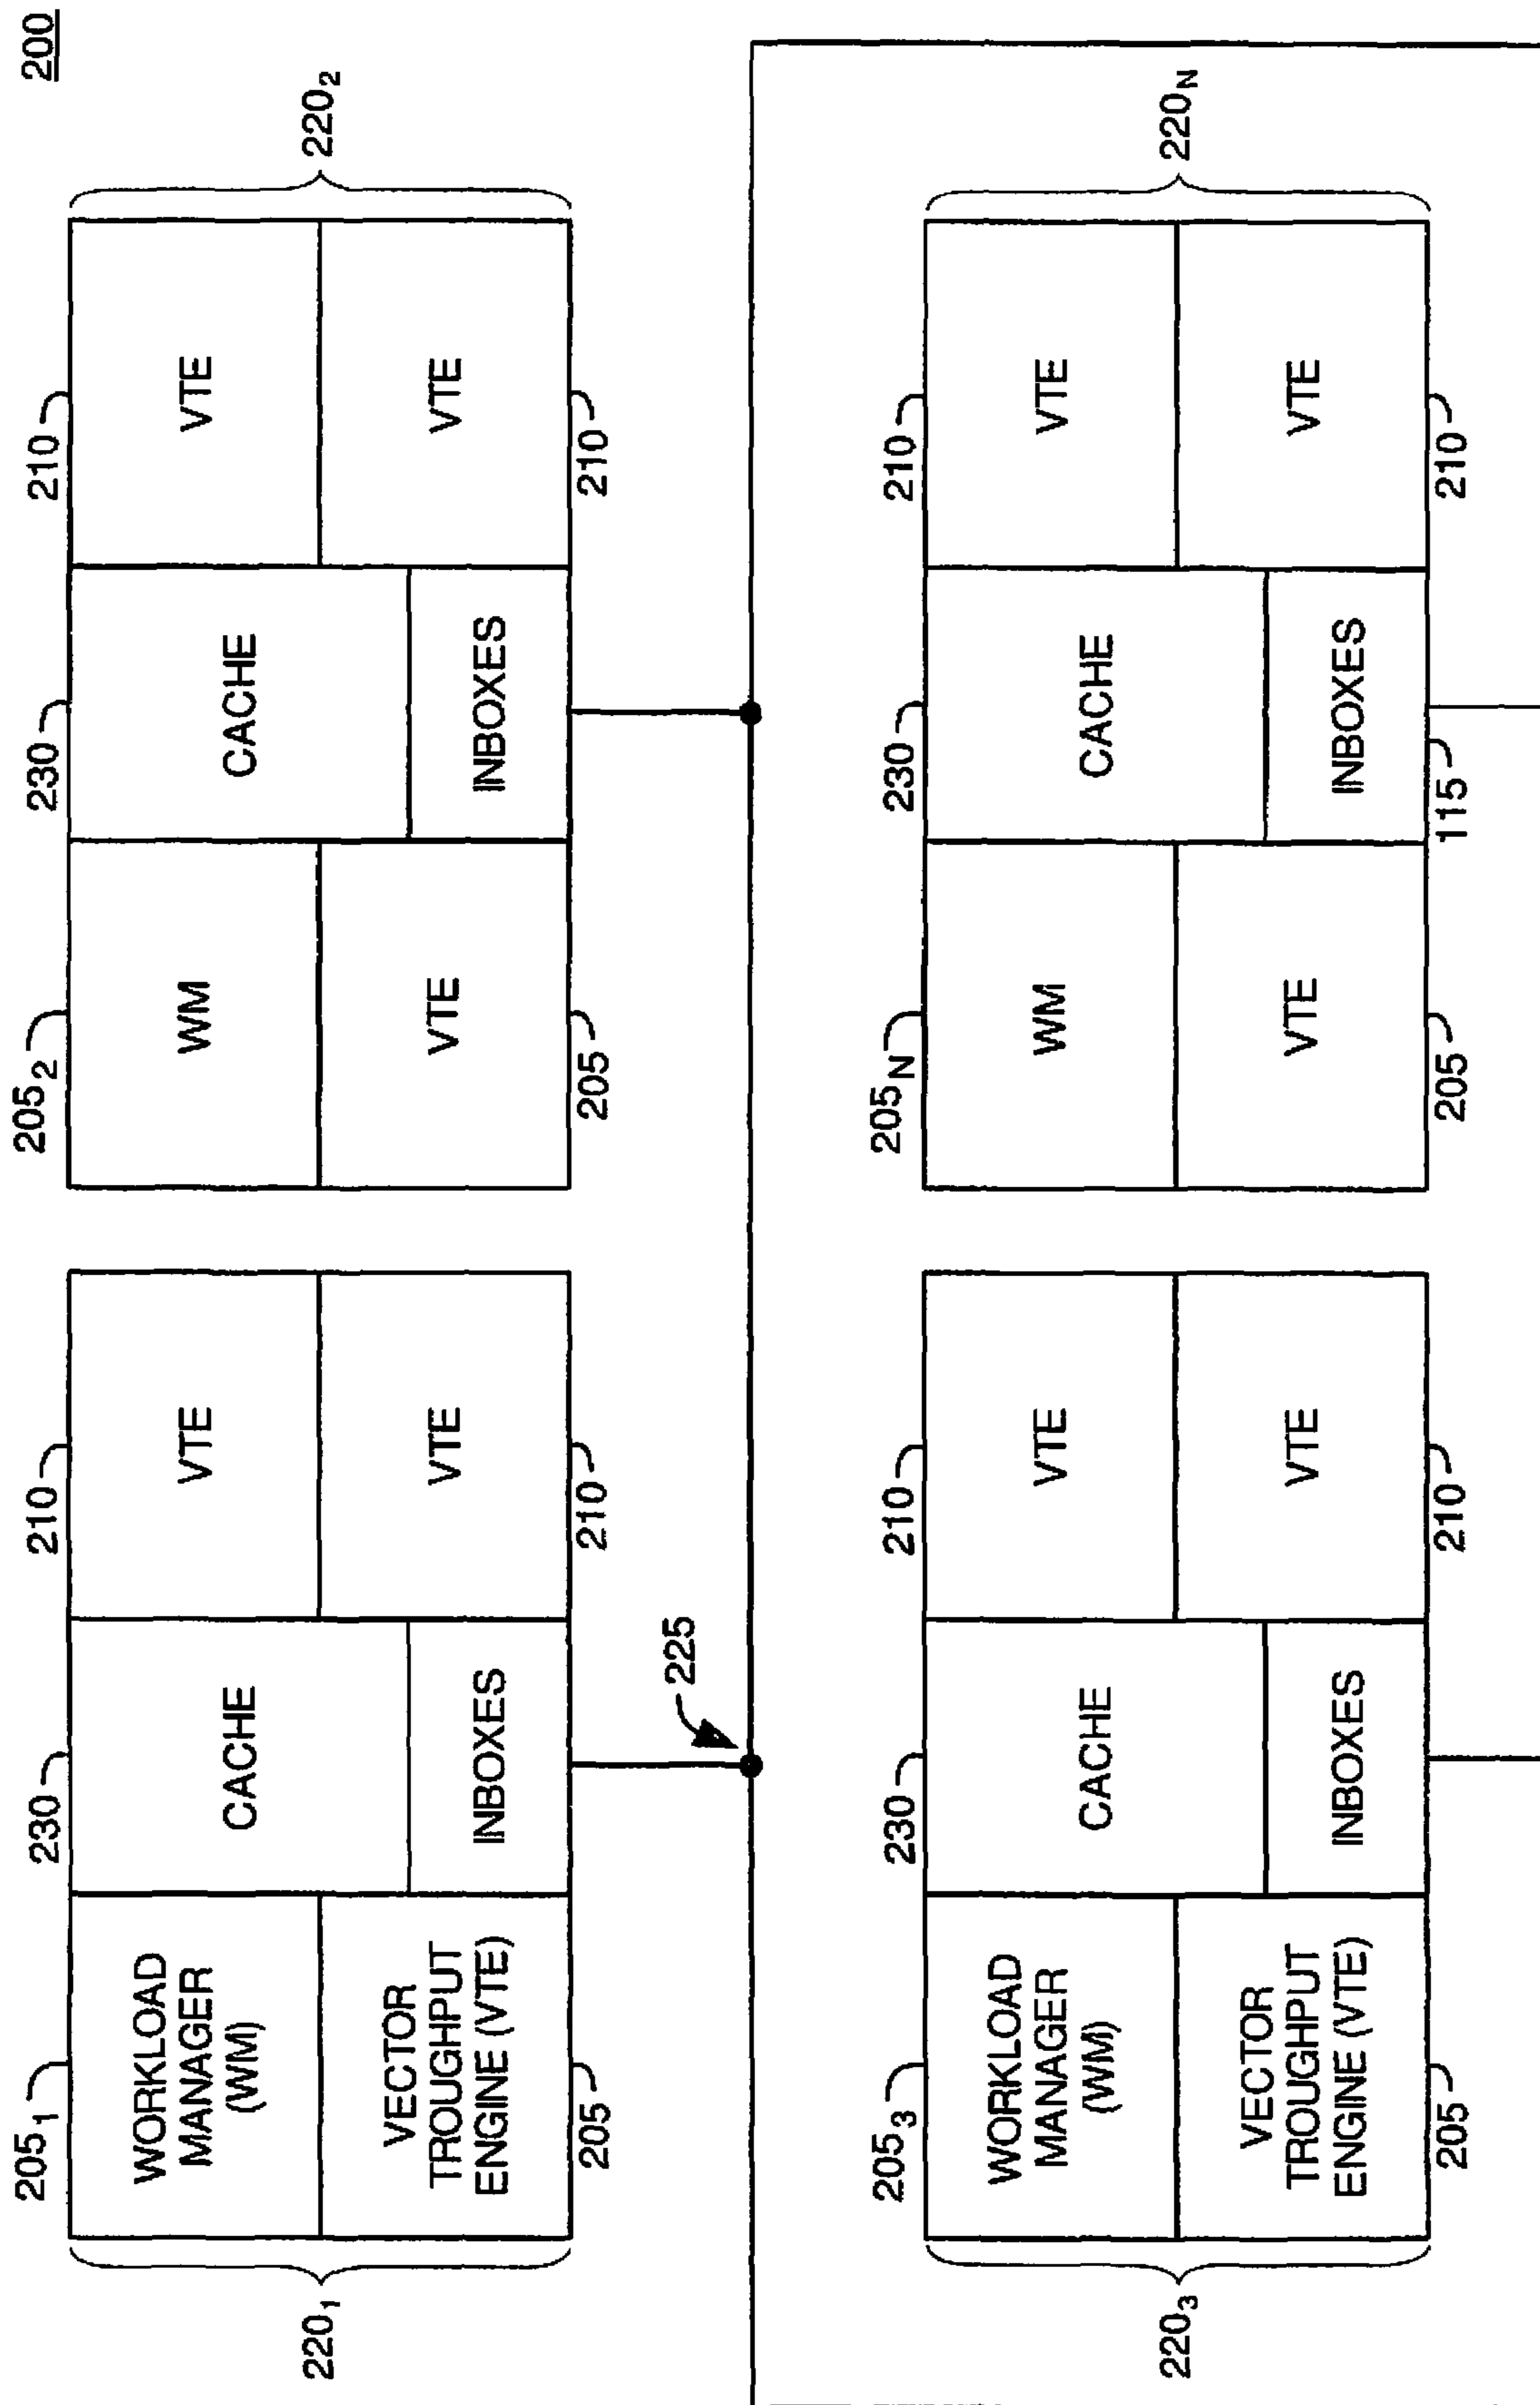 200
205₁
230
210
205₂
230
210
220₁
WORKLOAD
MANAGER
(WM)
CACHE
VTE
WM
CACHE
VTE
220₂
VECTOR
TROUGHPUT
ENGINE (VTE)
INBOXES
VTE
VTE
INBOXES
VTE
205
210
205
210
225
205₃
230
210
205N
230
210
220₃
WORKLOAD
MANAGER
(WM)
CACHE
VTE
WM
CACHE
VTE
220N
VECTOR
TROUGHPUT
ENGINE (VTE)
INBOXES
VTE
VTE
INBOXES
VTE
205
210
205
115
210